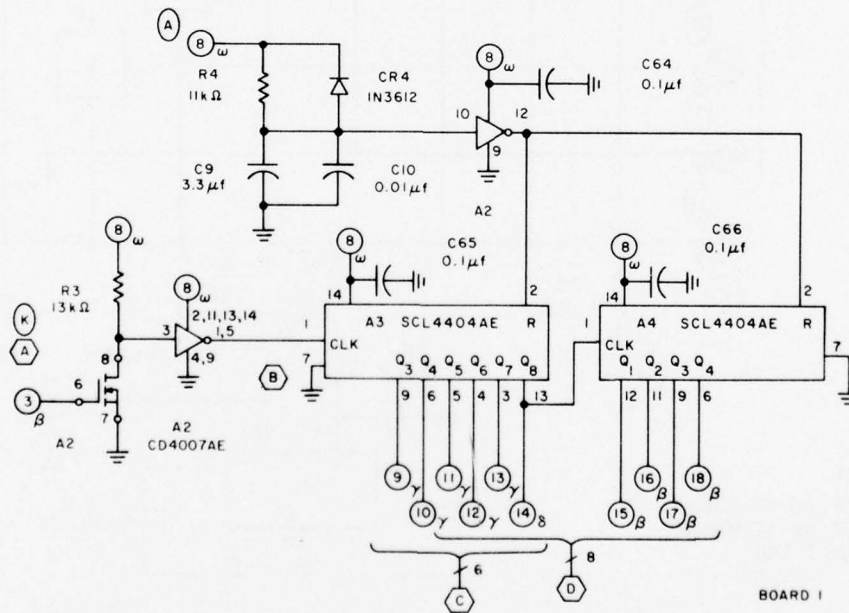 A
8 ω
R4
11kΩ
CR4
1N3612
8 ω
C64
0.1μf
10
12
9
C9
3.3μf
C10
0.01μf
A2
8 ω
R3
13kΩ
K
A
8 ω
2,11,13,14
3
1,5
4,9
8
6
3 β
7
A2
A2
CD4007AE
8 ω
C65
0.1μf
14
2
1
A3 SCL4404AE R
CLK
7
B
Q3 Q4 Q5 Q6 Q7 Q8
9 6 5 4 3 13
8 ω
C66
0.1μf
14
2
1
A4 SCL4404AE R
CLK
7
Q1 Q2 Q3 Q4
12 11 9 6
9 γ
11 γ
13 γ
10 γ
12 γ
14 δ
16 β
18 β
15 β
17 β
6
C
8
D
BOARD 1